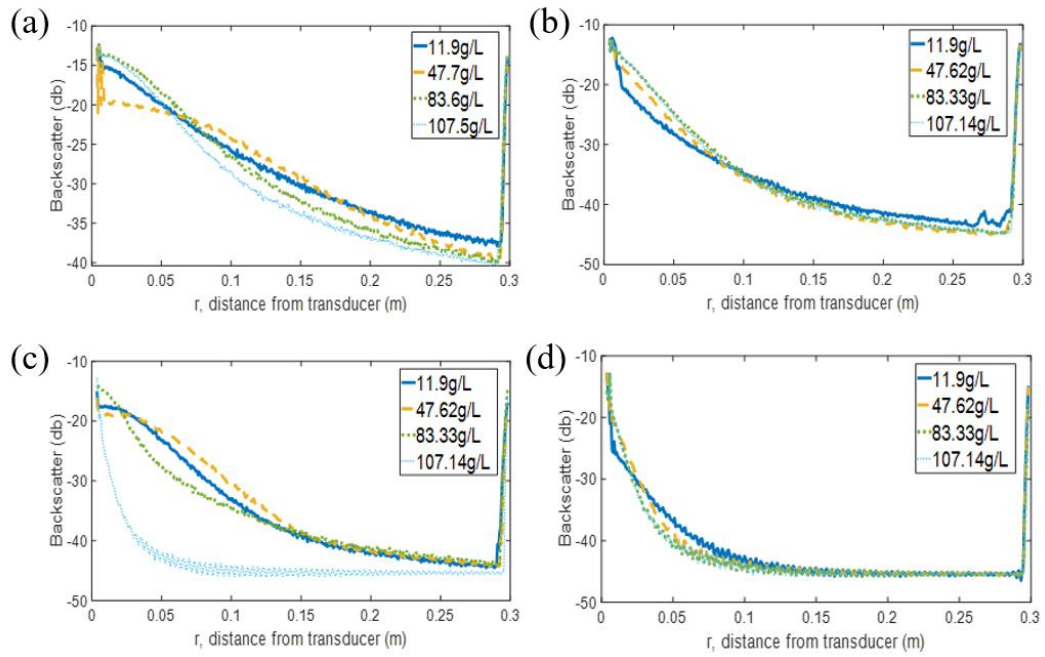 (a)
-10
-15
-20
-25
-30
-35
-40
Backscatter (db)
11.9g/L
47.7g/L
83.6g/L
107.5g/L
0 0.05 0.1 0.15 0.2 0.25 0.3
r, distance from transducer (m)
(b)
-10
-20
-30
-40
-50
Backscatter (db)
11.9g/L
47.62g/L
83.33g/L
107.14g/L
0 0.05 0.1 0.15 0.2 0.25 0.3
r, distance from transducer (m)
(c)
-10
-20
-30
-40
-50
Backscatter (db)
11.9g/L
47.62g/L
83.33g/L
107.14g/L
0 0.05 0.1 0.15 0.2 0.25 0.3
r, distance from transducer (m)
(d)
-10
-20
-30
-40
-50
Backscatter (db)
11.9g/L
47.62g/L
83.33g/L
107.14g/L
0 0.05 0.1 0.15 0.2 0.25 0.3
r, distance from transducer (m)